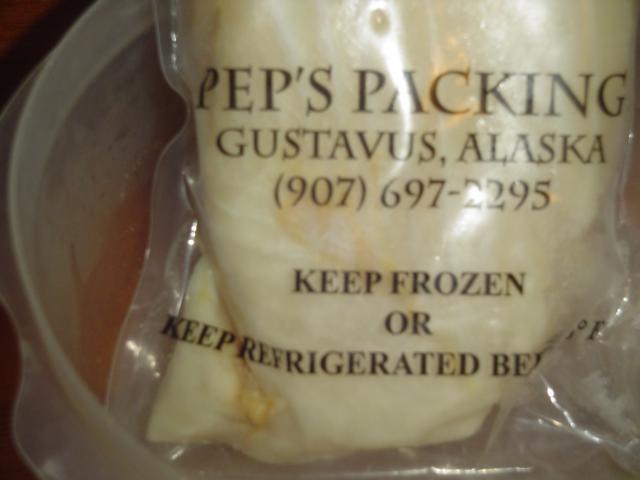 PEP'S PACKING
GUSTAVUS, ALASKA
(907) 697-2295
KEEP FROZEN
OR
KEEP REFRIGERATED